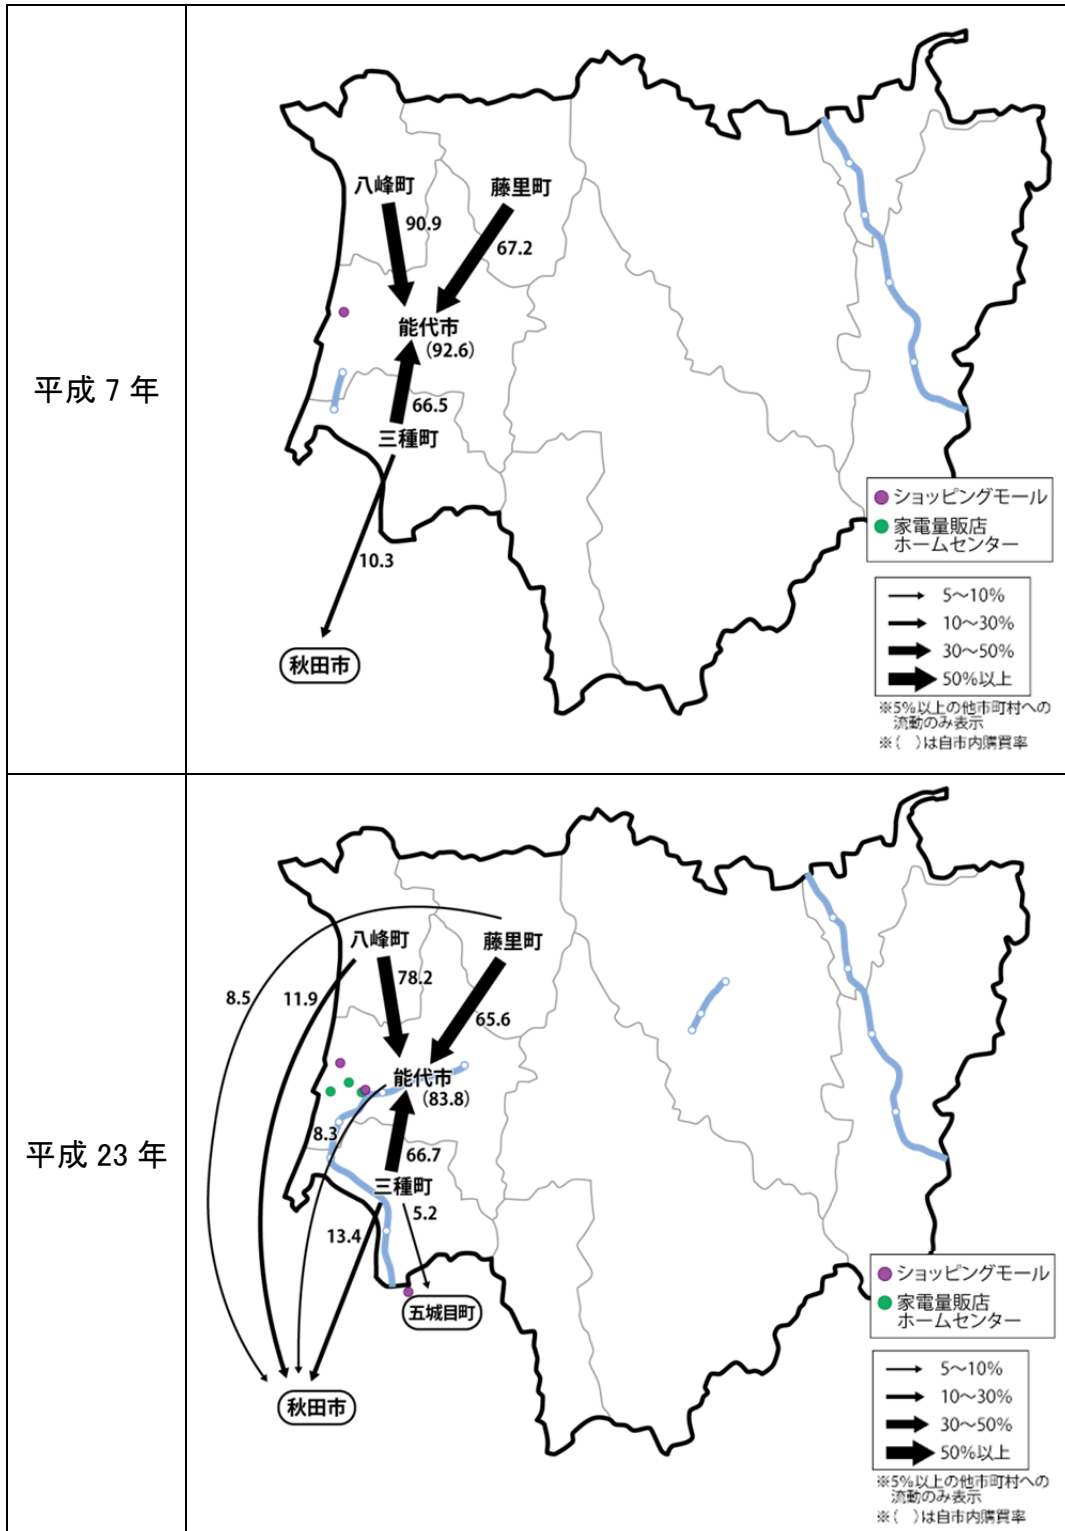 平成 7 年
八峰町
藤里町
90.9
67.2
能代市
(92.6)
66.5
三種町
10.3
秋田市
ショッピングモール
家電量販店
ホームセンター
5〜10%
10〜30%
30〜50%
50%以上
※5%以上の他市町村への
流動のみ表示
※(　)は自市内購買率
平成 23 年
八峰町
藤里町
8.5
11.9
78.2
65.6
能代市
(83.8)
8.3
66.7
三種町
5.2
13.4
五城目町
秋田市
ショッピングモール
家電量販店
ホームセンター
5〜10%
10〜30%
30〜50%
50%以上
※5%以上の他市町村への
流動のみ表示
※(　)は自市内購買率